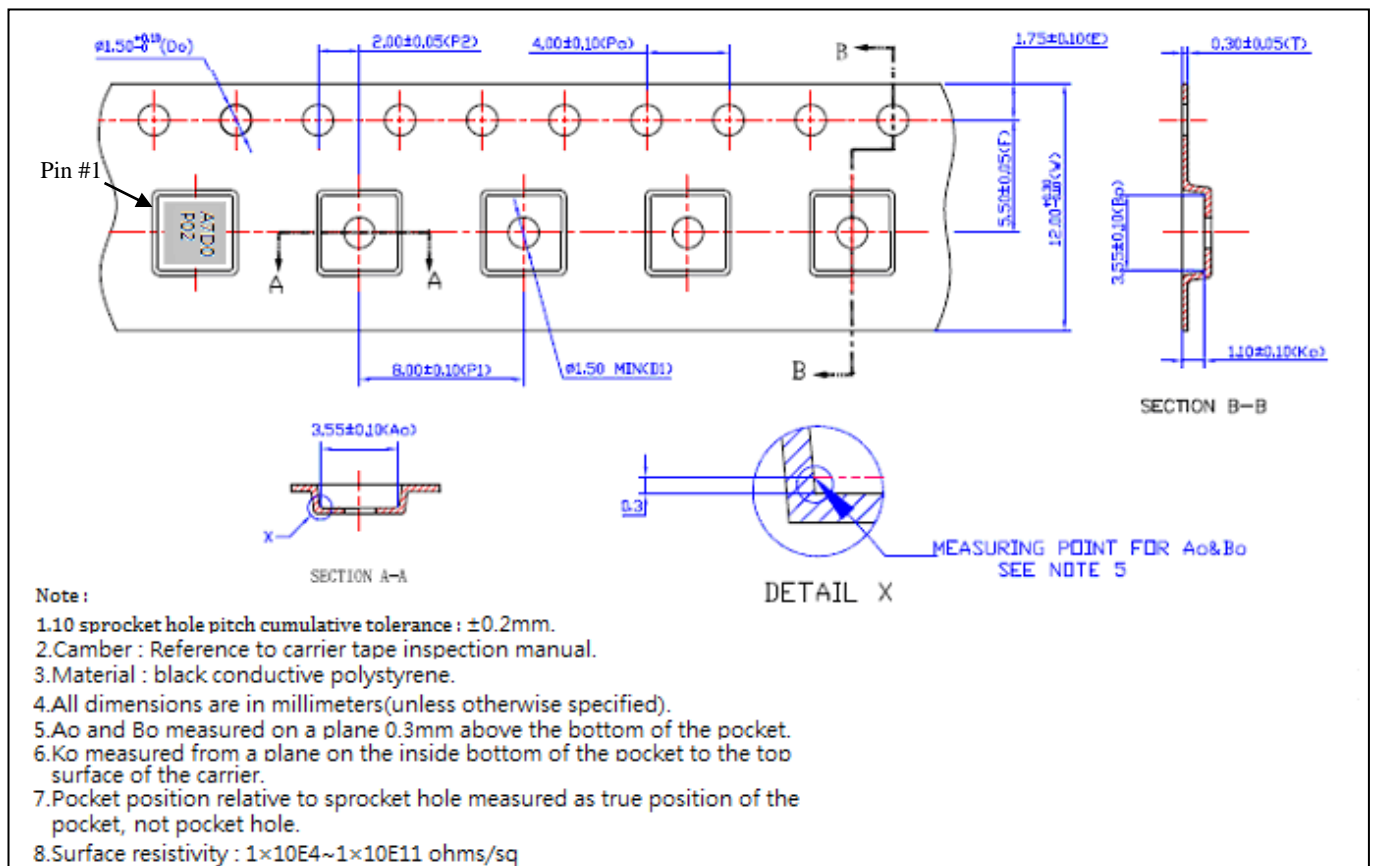 ø1.50+0.10-0(Do)
2.00±0.05(P2)
4.00±0.10(Po)
B
1.75±0.10(E)
0.30±0.05(T)
Pin #1
A7D0
P02
A
A
5.50±0.05(F)
12.00(W)
3.55±0.10(Bo)
8.00±0.10(P1)
ø1.50 MIN(D1)
B
1.10±0.10(Ko)
SECTION B-B
3.55±0.10(Ao)
X
SECTION A-A
0.3
MEASURING POINT FOR Ao&Bo
SEE NOTE 5
DETAIL X
Note:
1.10 sprocket hole pitch cumulative tolerance : ±0.2mm.
2.Camber : Reference to carrier tape inspection manual.
3.Material : black conductive polystyrene.
4.All dimensions are in millimeters(unless otherwise specified).
5.Ao and Bo measured on a plane 0.3mm above the bottom of the pocket.
6.Ko measured from a plane on the inside bottom of the pocket to the top
surface of the carrier.
7.Pocket position relative to sprocket hole measured as true position of the
pocket, not pocket hole.
8.Surface resistivity : 1×10E4~1×10E11 ohms/sq